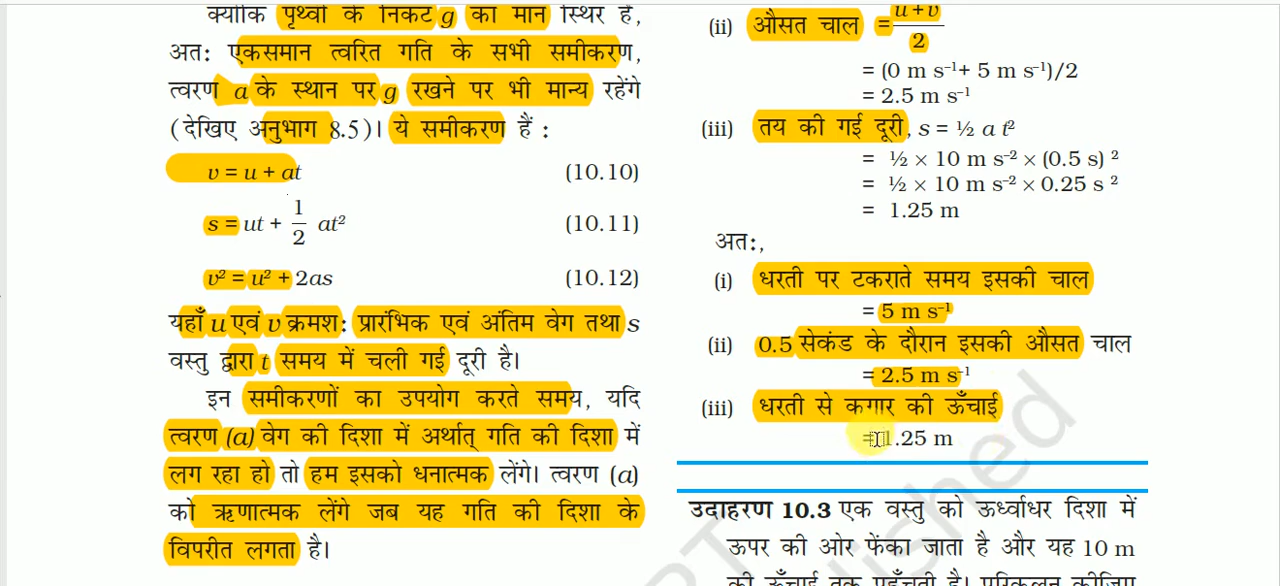 क्योंकि पृथ्वी के निकट g का मान स्थिर है,
अत: एकसमान त्वरित गति के सभी समीकरण,
त्वरण a के स्थान पर g रखने पर भी मान्य रहेंगे
(देखिए अनुभाग 8.5)। ये समीकरण हैं :
v = u + at (10.10)
s = ut + 1/2 at² (10.11)
v² = u² + 2as (10.12)
यहाँ u एवं v क्रमश: प्रारंभिक एवं अंतिम वेग तथा s
वस्तु द्वारा t समय में चली गई दूरी है।
इन समीकरणों का उपयोग करते समय, यदि
त्वरण (a) वेग की दिशा में अर्थात् गति की दिशा में
लग रहा हो तो हम इसको धनात्मक लेंगे। त्वरण (a)
को ऋणात्मक लेंगे जब यह गति की दिशा के
विपरीत लगता है।
(ii) औसत चाल = u + v / 2
= (0 m s⁻¹+ 5 m s⁻¹)/2
= 2.5 m s⁻¹
(iii) तय की गई दूरी, s = ½ a t²
= ½ × 10 m s⁻² × (0.5 s) ²
= ½ × 10 m s⁻² × 0.25 s ²
= 1.25 m
अत:,
(i) धरती पर टकराते समय इसकी चाल
= 5 m s⁻¹
(ii) 0.5 सेकंड के दौरान इसकी औसत चाल
= 2.5 m s⁻¹
(iii) धरती से कगार की ऊँचाई
= 1.25 m
उदाहरण 10.3 एक वस्तु को ऊर्ध्वाधर दिशा में
ऊपर की ओर फेंका जाता है और यह 10 m
की ऊँचाई तक पहुँचती है। परिकलन कीजिए